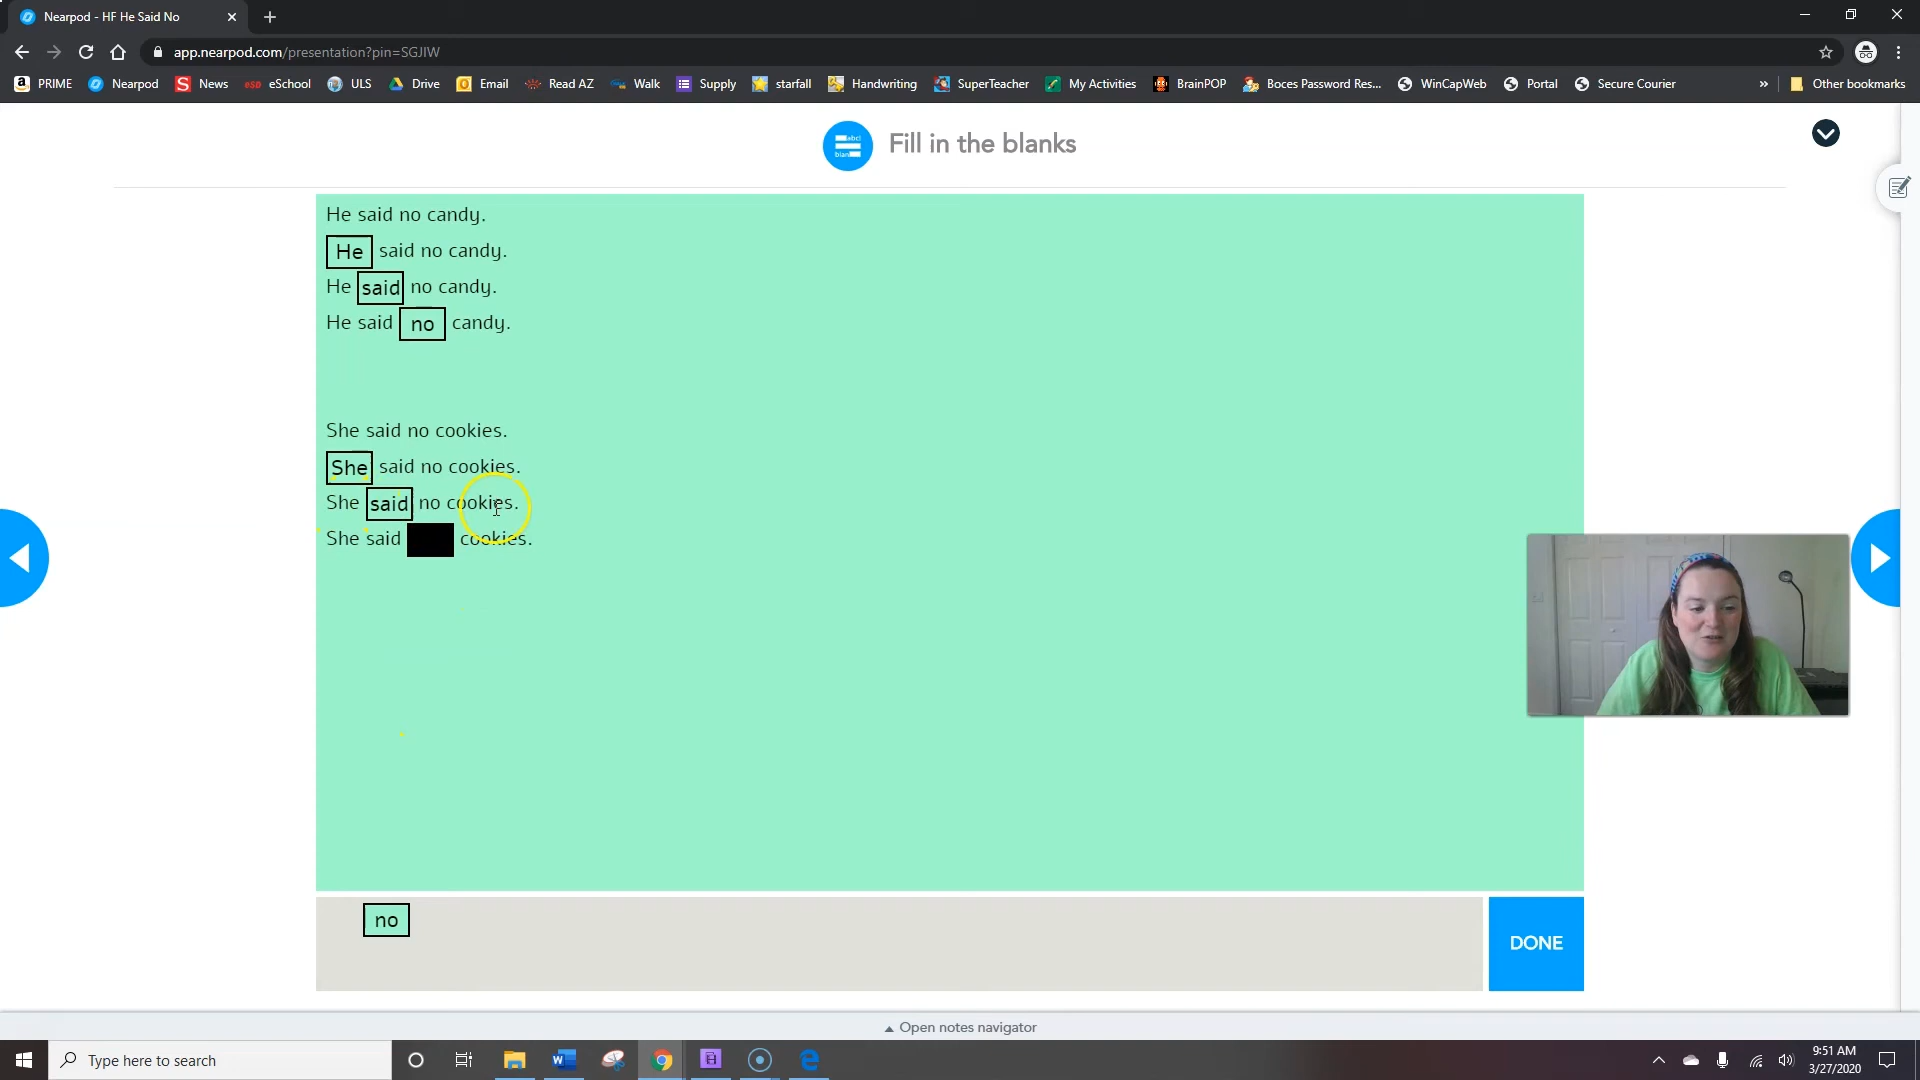 Nearpod - HF He Said No
app.nearpod.com/presentation?pin=SGJIW
PRIME Nearpod News eSchool ULS Drive Email Read AZ Walk Supply starfall Handwriting SuperTeacher My Activities BrainPOP Boces Password Res... WinCapWeb Portal Secure Courier » Other bookmarks
Fill in the blanks
He said no candy.
He said no candy.
He said no candy.
He said no candy.
She said no cookies.
She said no cookies.
She said no cookies.
She said cookies.
no
DONE
Open notes navigator
Type here to search
9:51 AM
3/27/2020